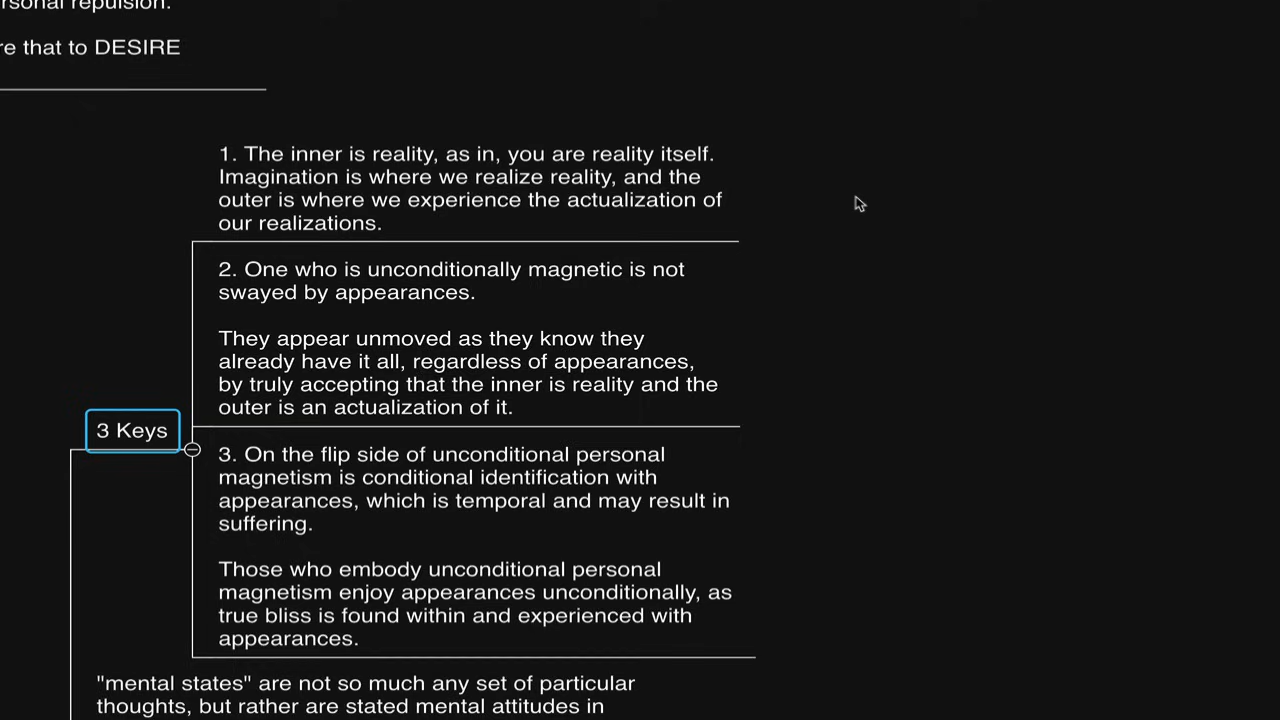 re that to DESIRE
1. The inner is reality, as in, you are reality itself.
Imagination is where we realize reality, and the
outer is where we experience the actualization of
our realizations.
2. One who is unconditionally magnetic is not
swayed by appearances.
They appear unmoved as they know they
already have it all, regardless of appearances,
by truly accepting that the inner is reality and the
outer is an actualization of it.
3 Keys
3. On the flip side of unconditional personal
magnetism is conditional identification with
appearances, which is temporal and may result in
suffering.
Those who embody unconditional personal
magnetism enjoy appearances unconditionally, as
true bliss is found within and experienced with
appearances.
"mental states" are not so much any set of particular
thoughts, but rather are stated mental attitudes in